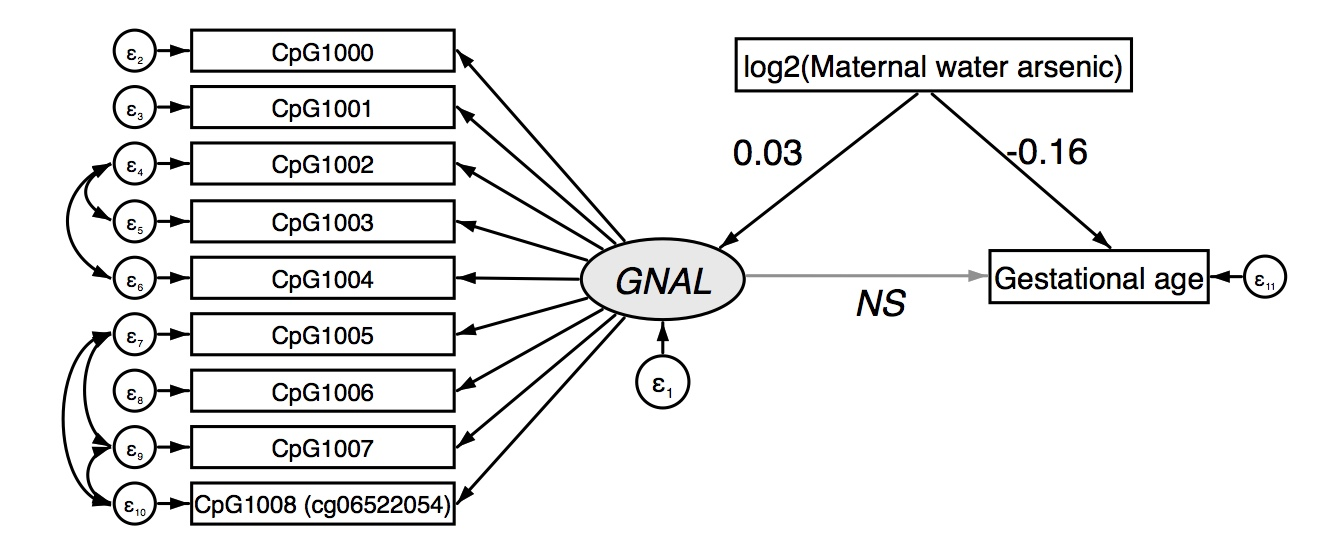 ε2 CpG1000
ε3 CpG1001
ε4 CpG1002
ε5 CpG1003
ε6 CpG1004
ε7 CpG1005
ε8 CpG1006
ε9 CpG1007
ε10 CpG1008 (cg06522054)
GNAL
ε1
log2(Maternal water arsenic)
0.03
-0.16
NS
Gestational age
ε11